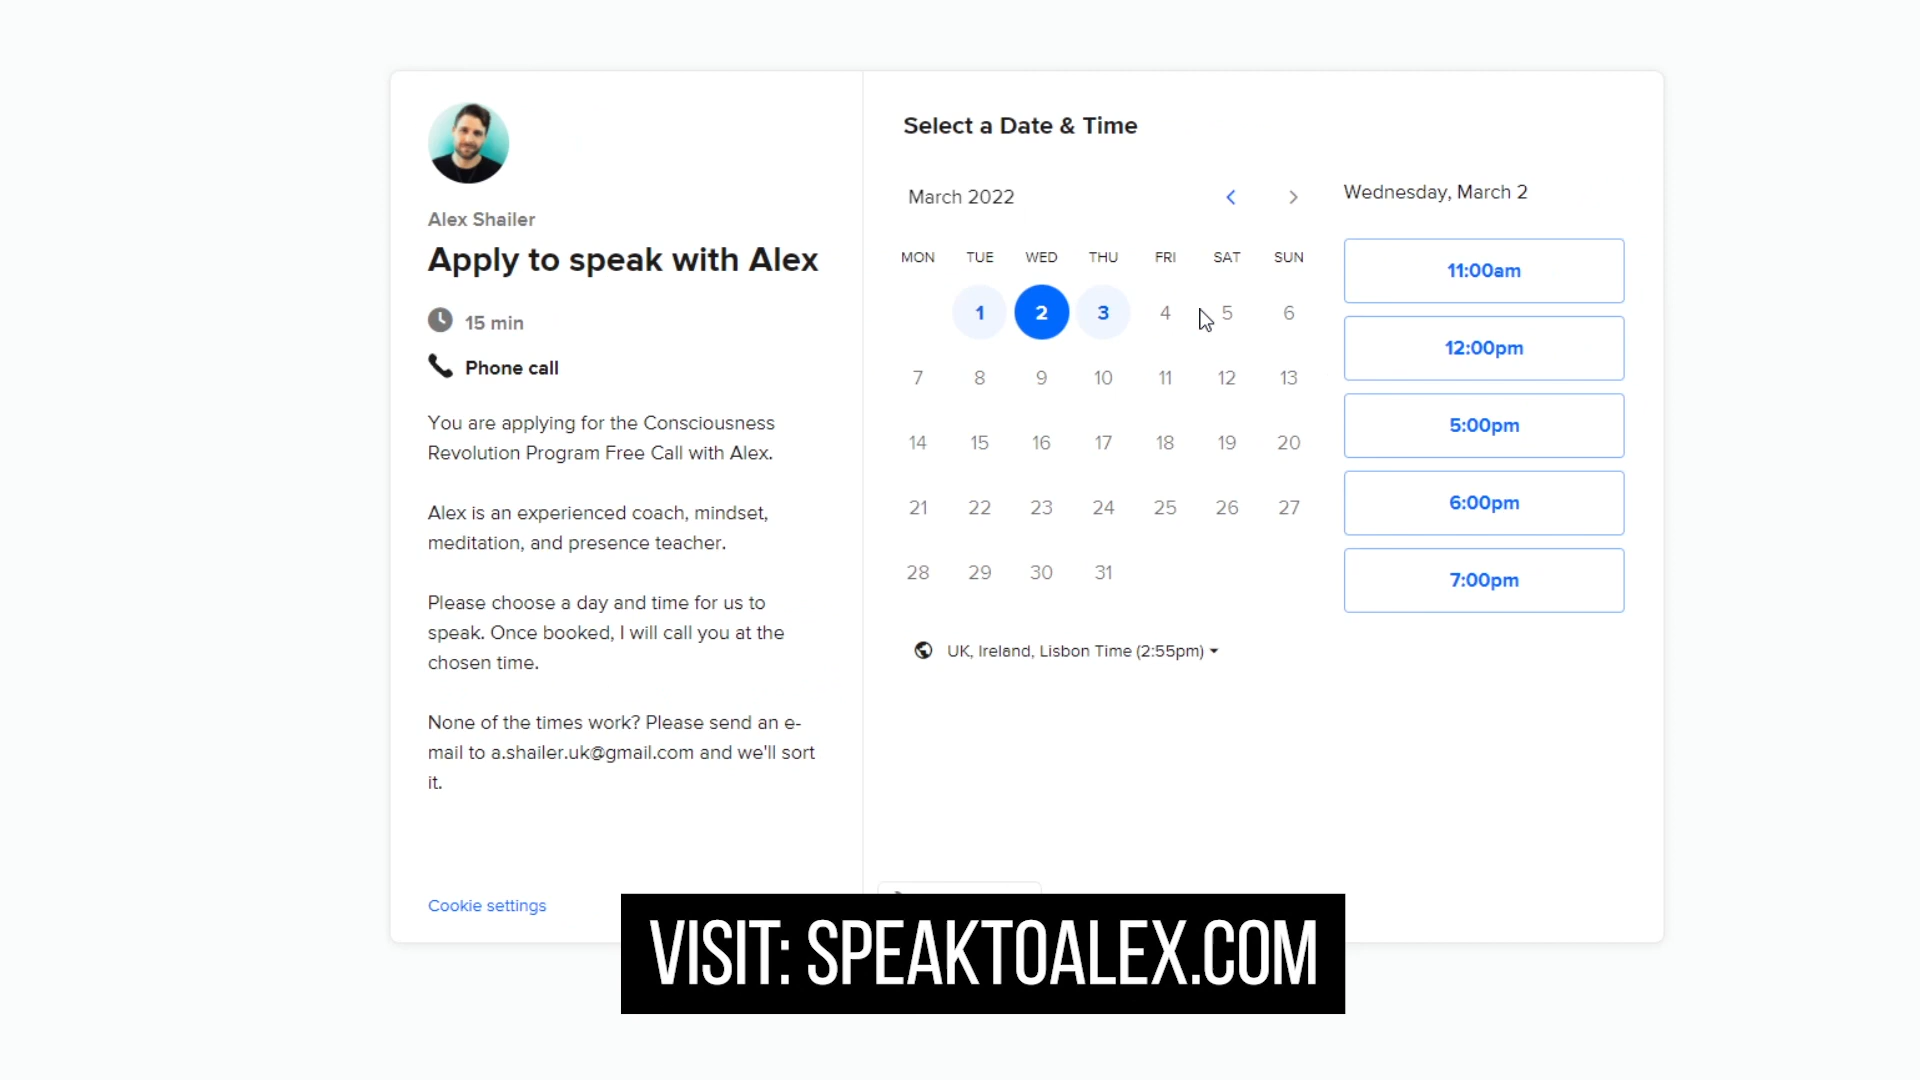 Alex Shailer
Apply to speak with Alex
15 min
Phone call
You are applying for the Consciousness
Revolution Program Free Call with Alex.
Alex is an experienced coach, mindset,
meditation, and presence teacher.
Please choose a day and time for us to
speak. Once booked, I will call you at the
chosen time.
None of the times work? Please send an e-
mail to a.shailer.uk@gmail.com and we'll sort
it.
Cookie settings
Select a Date & Time
March 2022
MON TUE WED THU FRI SAT SUN
1 2 3 4 5 6
7 8 9 10 11 12 13
14 15 16 17 18 19 20
21 22 23 24 25 26 27
28 29 30 31
UK, Ireland, Lisbon Time (2:55pm)
Wednesday, March 2
11:00am
12:00pm
5:00pm
6:00pm
7:00pm
VISIT: SPEAKTOALEX.COM